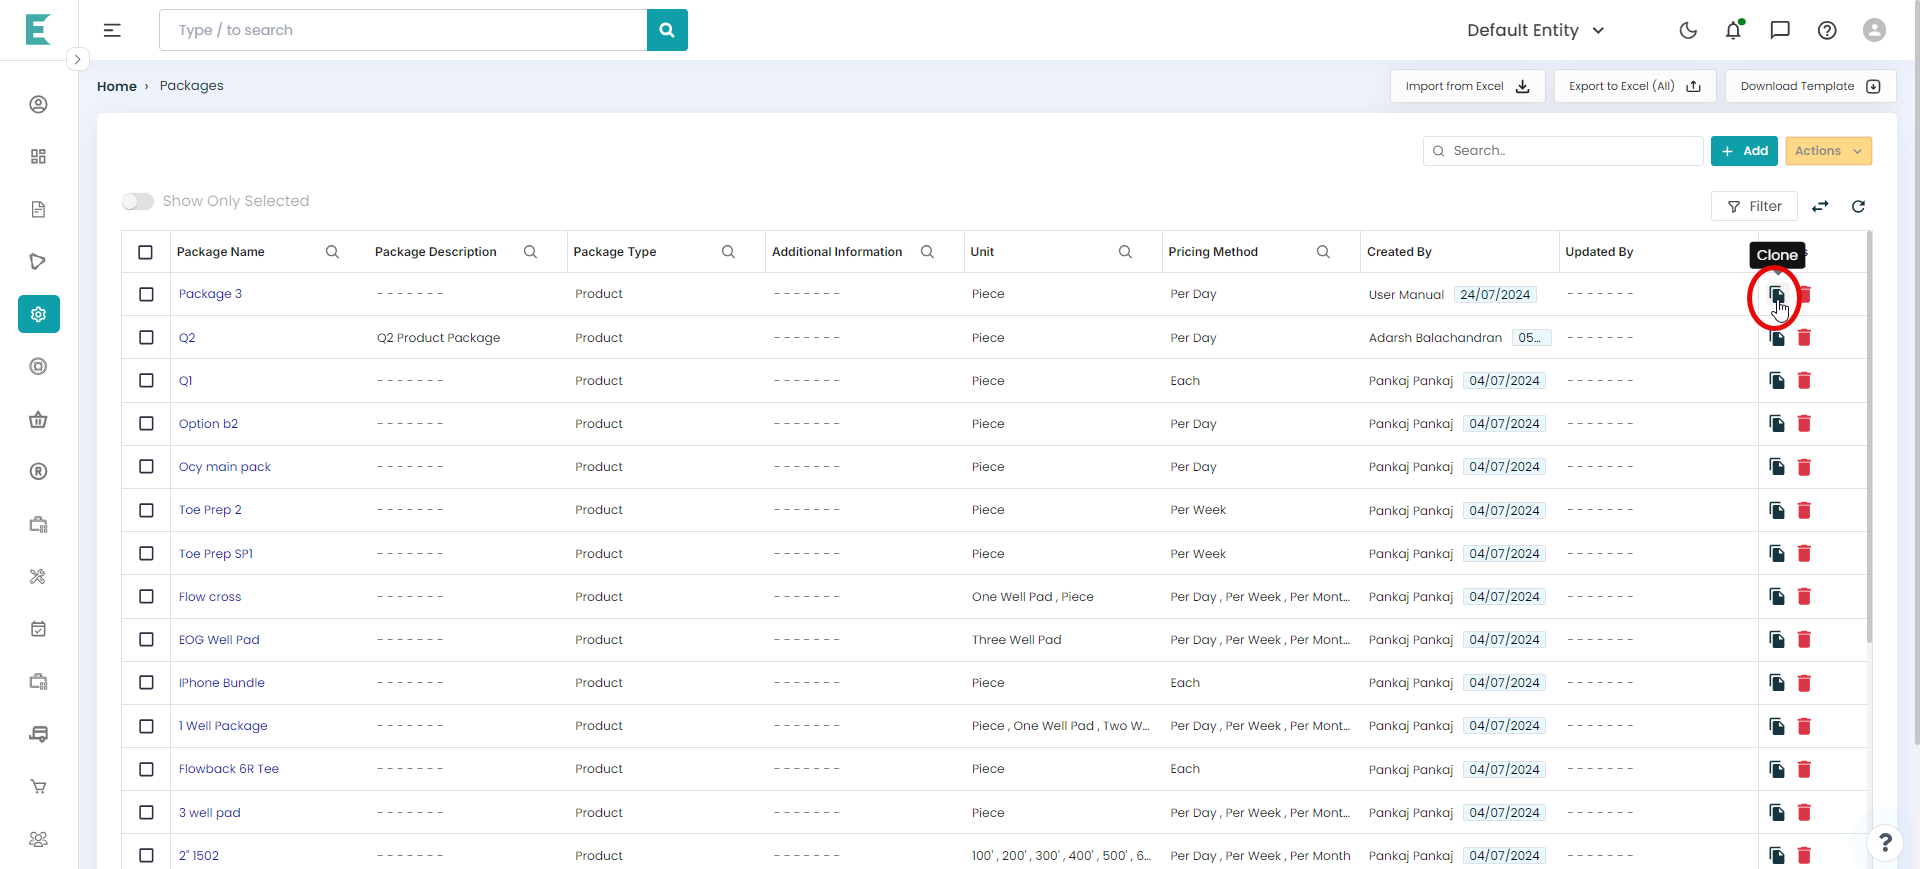 Type / to search
Default Entity
Home › Packages
Import from Excel
Export to Excel (All)
Download Template
Search..
+ Add
Actions
Show Only Selected
Filter
Package Name Package Description Package Type Additional Information Unit Pricing Method Created By Updated By
Clone
Package 3 - - - - - - - Product - - - - - - - Piece Per Day User Manual 24/07/2024 - - - - - - -
Q2 Q2 Product Package Product - - - - - - - Piece Per Day Adarsh Balachandran 05... - - - - - - -
Q1 - - - - - - - Product - - - - - - - Piece Each Pankaj Pankaj 04/07/2024 - - - - - - -
Option b2 - - - - - - - Product - - - - - - - Piece Per Day Pankaj Pankaj 04/07/2024 - - - - - - -
Ocy main pack - - - - - - - Product - - - - - - - Piece Per Day Pankaj Pankaj 04/07/2024 - - - - - - -
Toe Prep 2 - - - - - - - Product - - - - - - - Piece Per Week Pankaj Pankaj 04/07/2024 - - - - - - -
Toe Prep SP1 - - - - - - - Product - - - - - - - Piece Per Week Pankaj Pankaj 04/07/2024 - - - - - - -
Flow cross - - - - - - - Product - - - - - - - One Well Pad , Piece Per Day , Per Week , Per Mont... Pankaj Pankaj 04/07/2024 - - - - - - -
EOG Well Pad - - - - - - - Product - - - - - - - Three Well Pad Per Day , Per Week , Per Mont... Pankaj Pankaj 04/07/2024 - - - - - - -
IPhone Bundle - - - - - - - Product - - - - - - - Piece Each Pankaj Pankaj 04/07/2024 - - - - - - -
1 Well Package - - - - - - - Product - - - - - - - Piece , One Well Pad , Two W... Per Day , Per Week , Per Mont... Pankaj Pankaj 04/07/2024 - - - - - - -
Flowback 6R Tee - - - - - - - Product - - - - - - - Piece Each Pankaj Pankaj 04/07/2024 - - - - - - -
3 well pad - - - - - - - Product - - - - - - - Piece Per Day , Per Week , Per Mont... Pankaj Pankaj 04/07/2024 - - - - - - -
2" 1502 - - - - - - - Product - - - - - - - 100' , 200' , 300' , 400' , 500' , 6... Per Day , Per Week , Per Month Pankaj Pankaj 04/07/2024 - - - - - - -